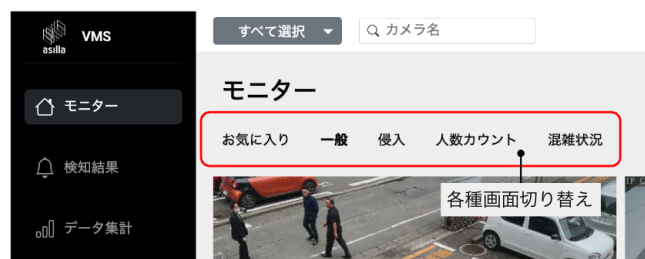 asilla
VMS
すべて選択
カメラ名
モニター
モニター
お気に入り 一般 侵入 人数カウント 混雑状況
検知結果
各種画面切り替え
データ集計